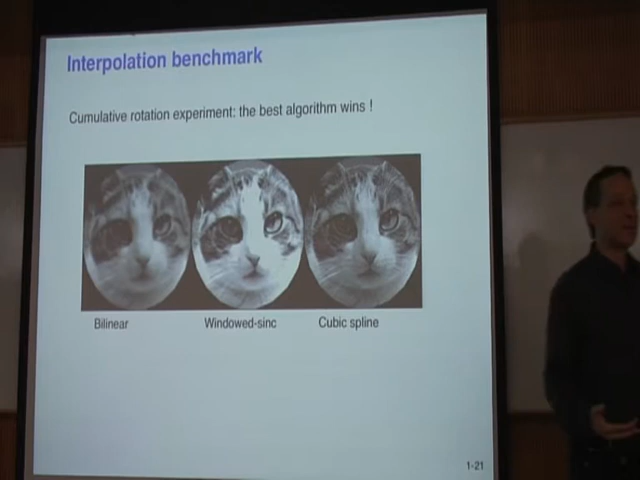 Interpolation benchmark
Cumulative rotation experiment: the best algorithm wins !
Bilinear
Windowed-sinc
Cubic spline
1-21